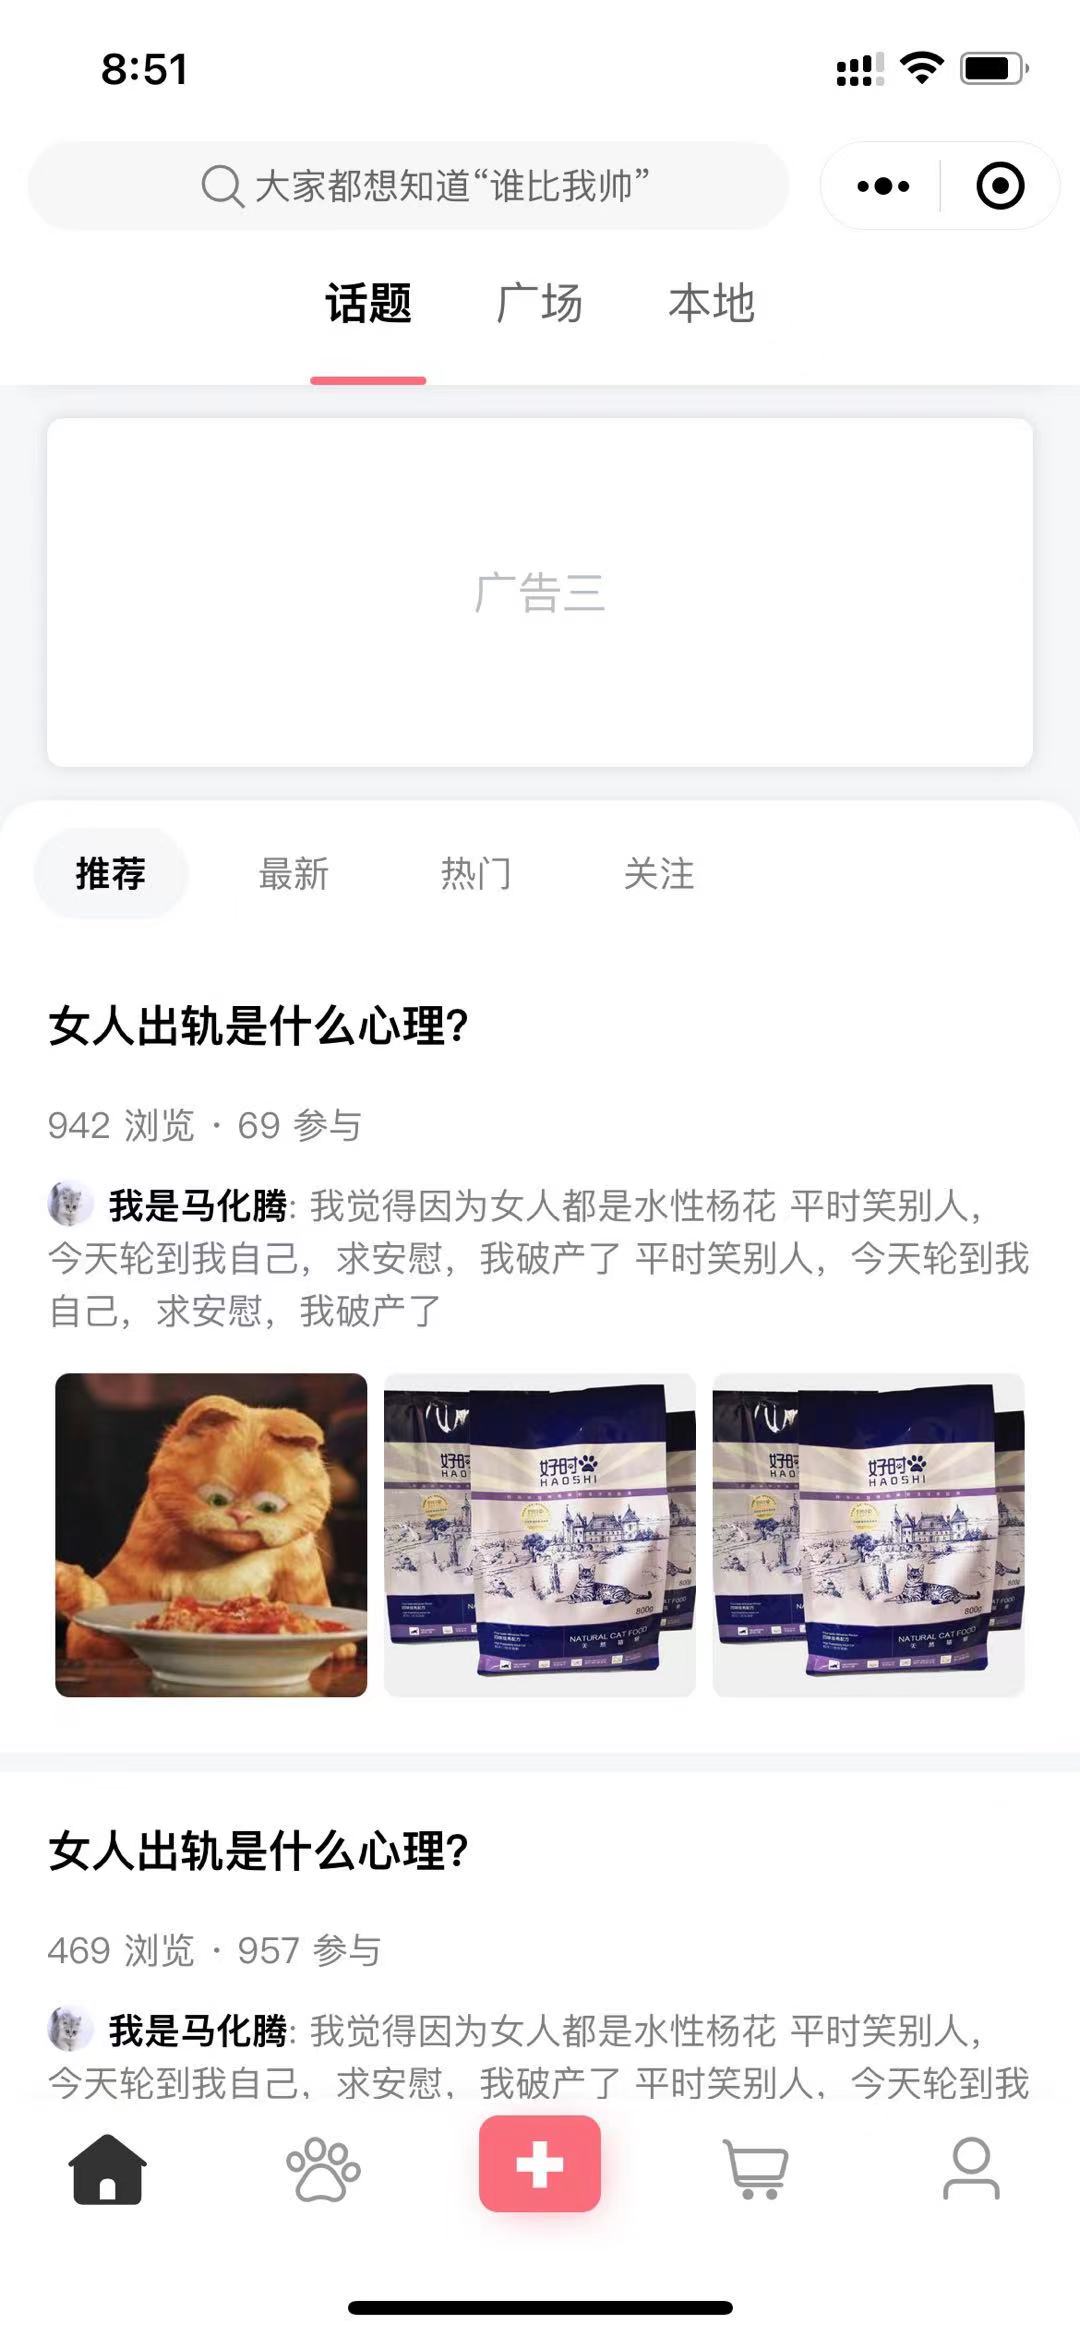 8:51
大家都想知道“谁比我帅”
话题 广场 本地
广告三
推荐 最新 热门 关注
女人出轨是什么心理?
942 浏览 · 69 参与
我是马化腾: 我觉得因为女人都是水性杨花 平时笑别人，
今天轮到我自己，求安慰，我破产了 平时笑别人，今天轮到我
自己，求安慰，我破产了
好时
HAOSHI
800g
NATURAL CAT FOOD
天然猫粮
好时
HAOSHI
800g
NATURAL CAT FOOD
天然猫粮
女人出轨是什么心理?
469 浏览 · 957 参与
我是马化腾: 我觉得因为女人都是水性杨花 平时笑别人，
今天轮到我自己，求安慰，我破产了 平时笑别人，今天轮到我